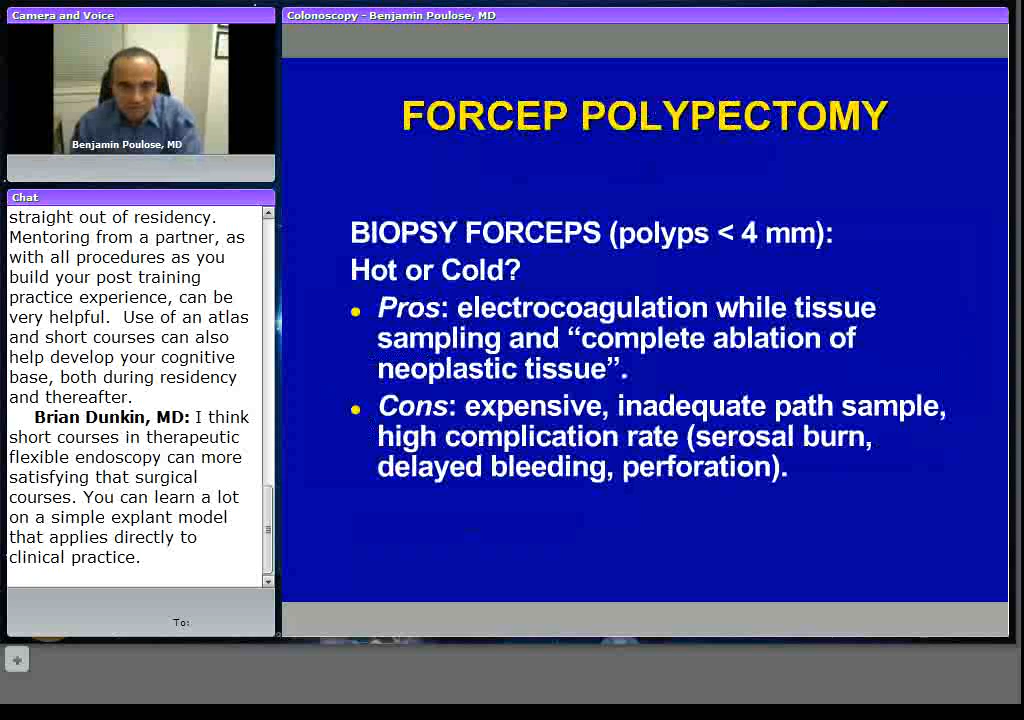 Camera and Voice
Benjamin Poulose, MD
Chat
straight out of residency.
Mentoring from a partner, as
with all procedures as you
build your post training
practice experience, can be
very helpful.  Use of an atlas
and short courses can also
help develop your cognitive
base, both during residency
and thereafter.
Brian Dunkin, MD: I think
short courses in therapeutic
flexible endoscopy can more
satisfying that surgical
courses. You can learn a lot
on a simple explant model
that applies directly to
clinical practice.
To:
Colonoscopy - Benjamin Poulose, MD
FORCEP POLYPECTOMY
BIOPSY FORCEPS (polyps < 4 mm):
Hot or Cold?
• Pros: electrocoagulation while tissue
sampling and “complete ablation of
neoplastic tissue”.
• Cons: expensive, inadequate path sample,
high complication rate (serosal burn,
delayed bleeding, perforation).